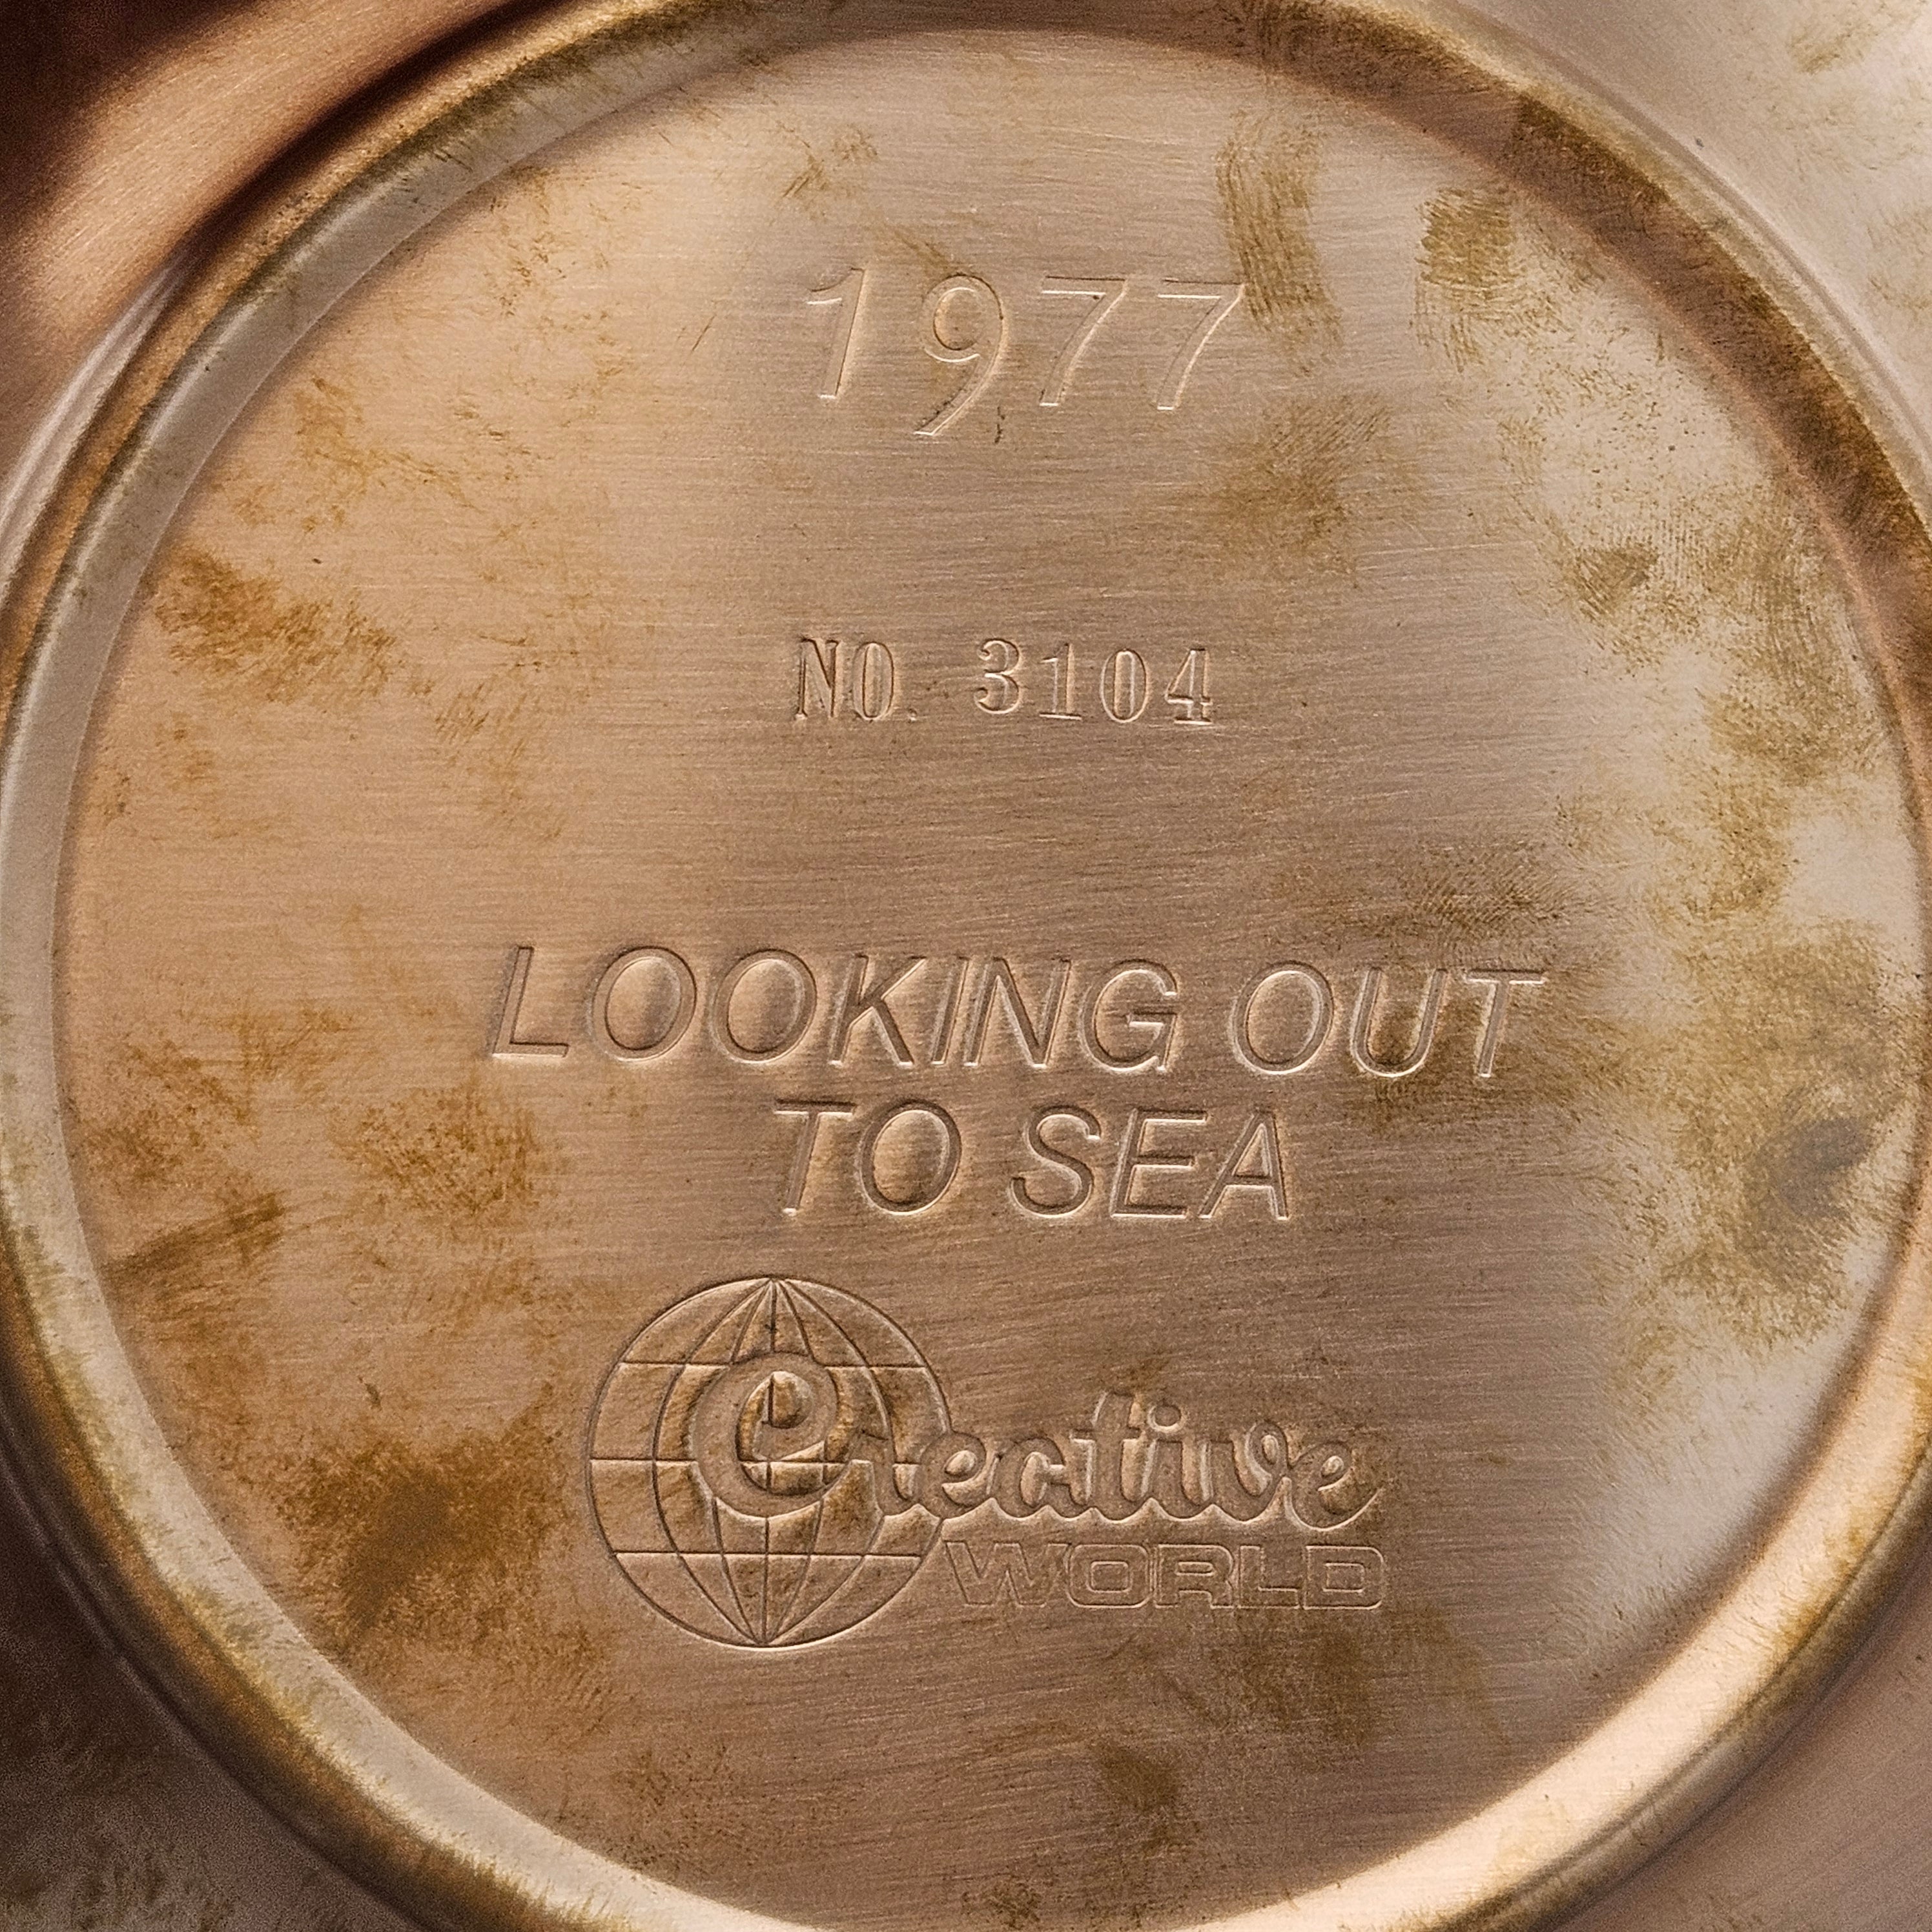 1977
NO. 3104
LOOKING OUT
TO SEA
Creative
WORLD